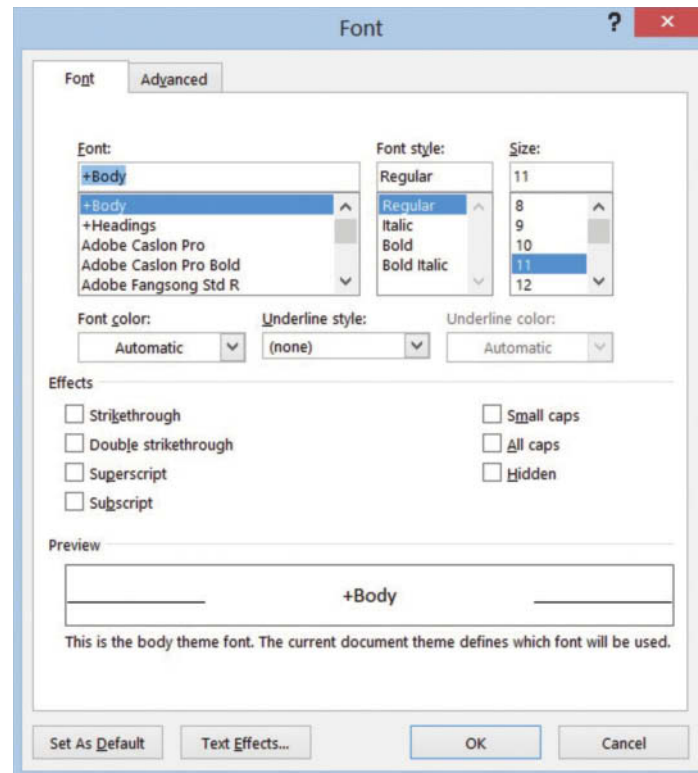 Font ?
Font Advanced
Font: Font style: Size:
+Body Regular 11
+Body Regular 8
+Headings Italic 9
Adobe Caslon Pro Bold 10
Adobe Caslon Pro Bold Bold Italic 11
Adobe Fangsong Std R 12
Font color: Underline style: Underline color:
Automatic (none) Automatic
Effects
Strikethrough Small caps
Double strikethrough All caps
Superscript Hidden
Subscript
Preview
+Body
This is the body theme font. The current document theme defines which font will be used.
Set As Default Text Effects... OK Cancel